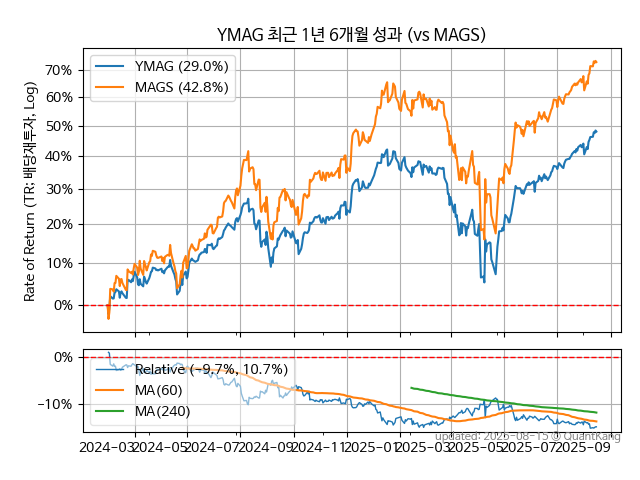 YMAG 최근 1년 6개월 성과 (vs MAGS)
Rate of Return (TR: 배당재투자, Log)
YMAG (29.0%)
MAGS (42.8%)
70%
60%
50%
40%
30%
20%
10%
0%
0%
−10%
Relative (−9.7%, 10.7%)
MA(60)
MA(240)
2024-03 2024-05 2024-07 2024-09 2024-11 2025-01 2025-03 2025-05 2025-07 2025-09
updated: 2025-08-15 © QuantKang